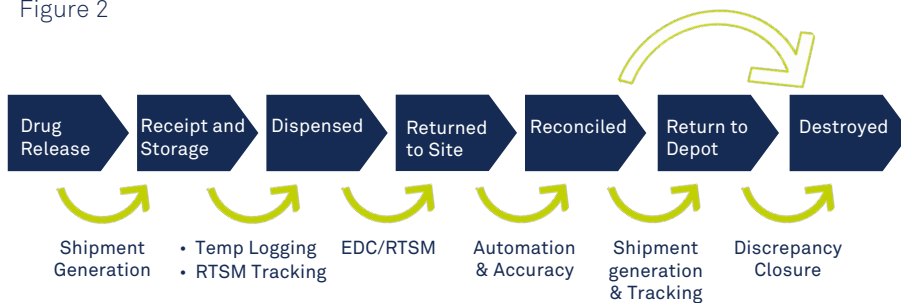 Figure 2
Drug
Release
Receipt and
Storage
Dispensed
Returned
to Site
Reconciled
Return to
Depot
Destroyed
Shipment
Generation
• Temp Logging
• RTSM Tracking
EDC/RTSM
Automation
& Accuracy
Shipment
generation
& Tracking
Discrepancy
Closure